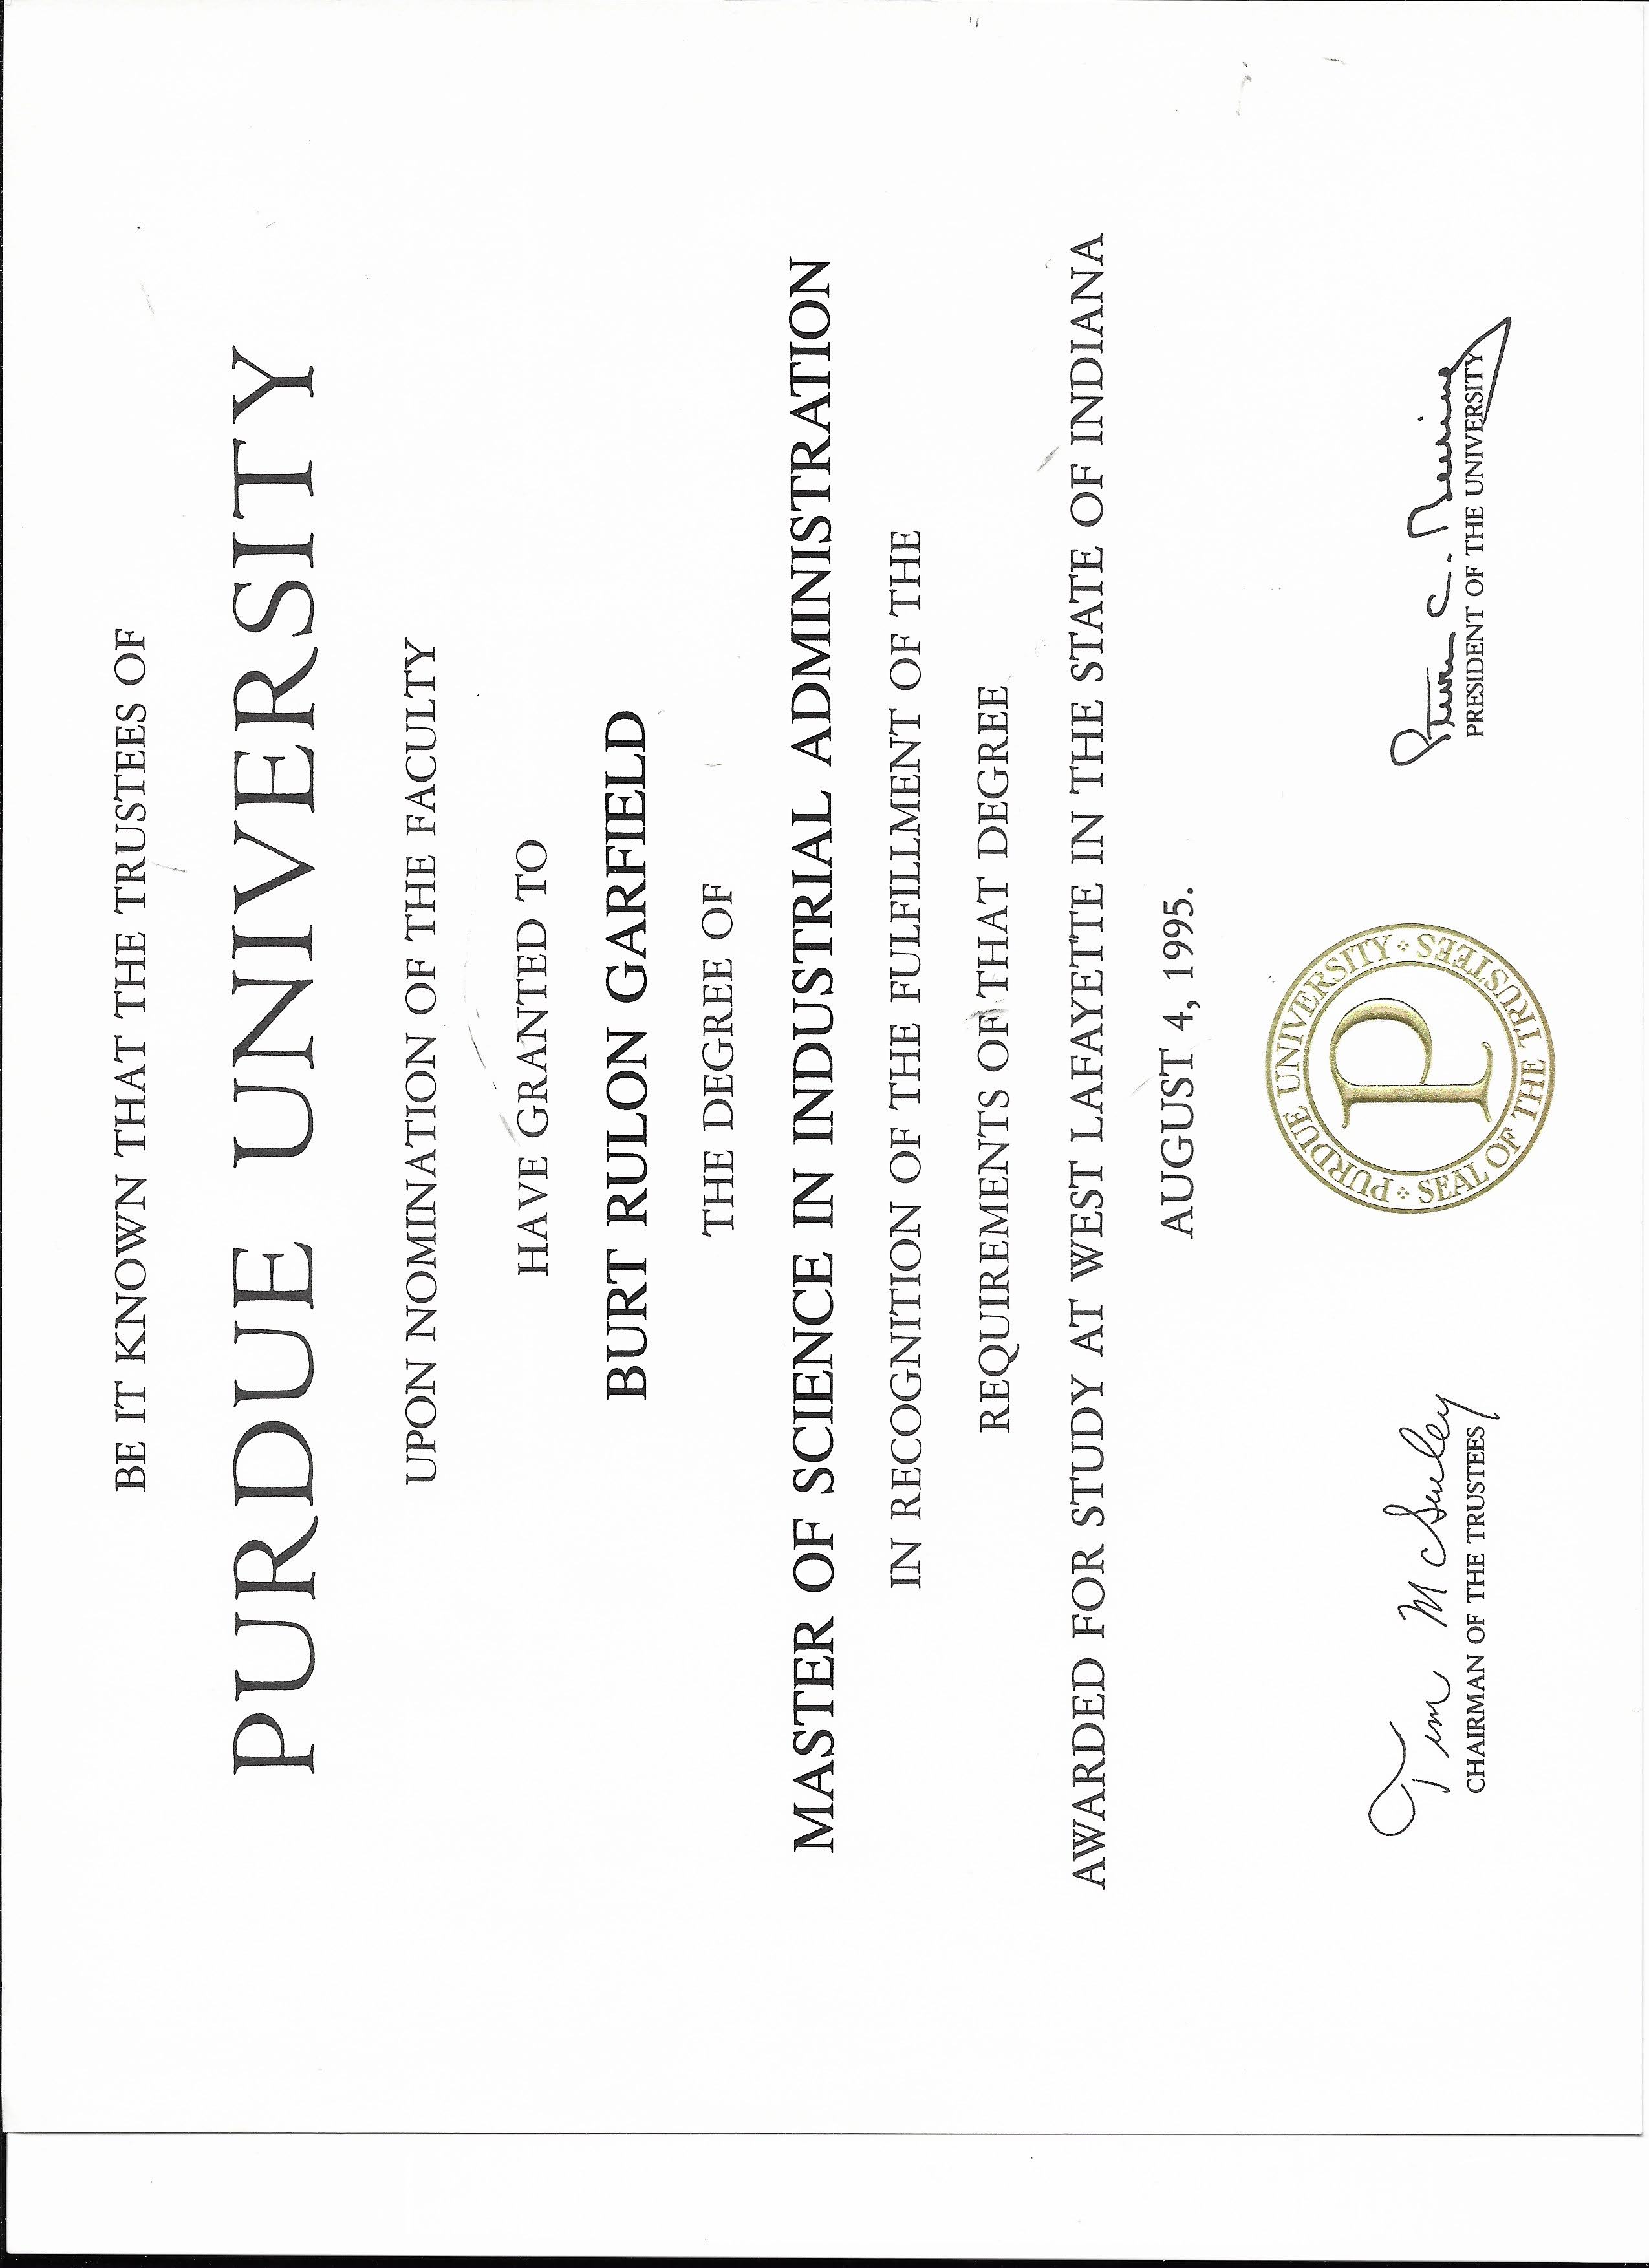 BE IT KNOWN THAT THE TRUSTEES OF
PURDUE UNIVERSITY
UPON NOMINATION OF THE FACULTY
HAVE GRANTED TO
BURT RULON GARFIELD
THE DEGREE OF
MASTER OF SCIENCE IN INDUSTRIAL ADMINISTRATION
IN RECOGNITION OF THE FULFILLMENT OF THE
REQUIREMENTS OF THAT DEGREE
AWARDED FOR STUDY AT WEST LAFAYETTE IN THE STATE OF INDIANA
AUGUST 4, 1995.
PURDUE UNIVERSITY
P
SEAL OF THE TRUSTEES
Tim
CHAIRMAN OF THE TRUSTEES
Steven C. Beering
PRESIDENT OF THE UNIVERSITY